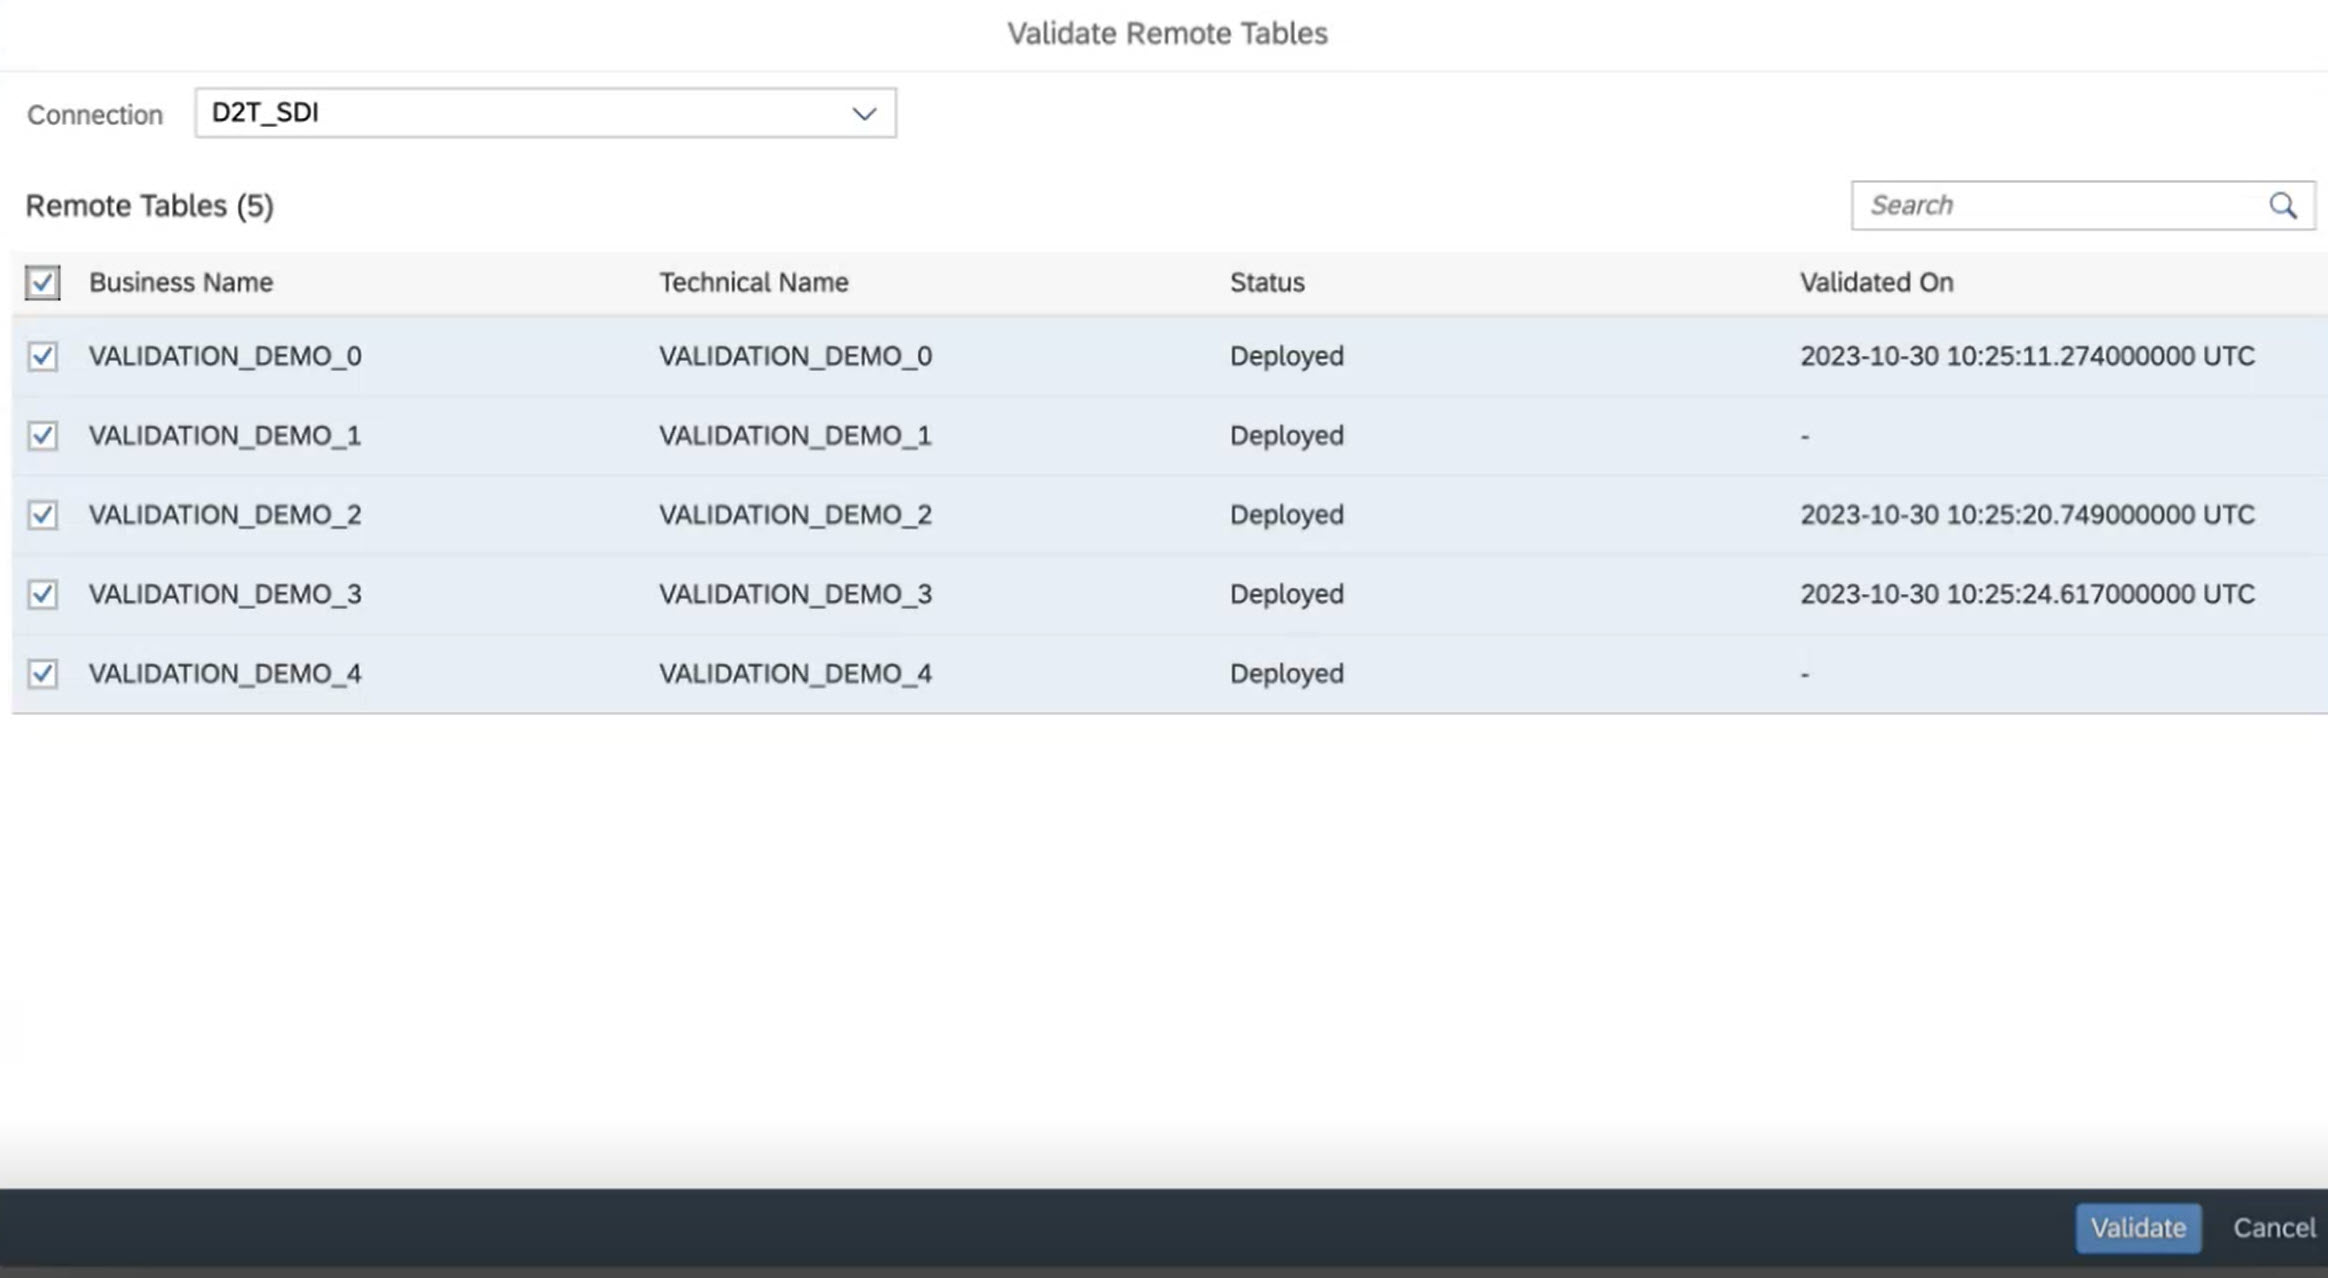 Validate Remote Tables
Connection D2T_SDI
Remote Tables (5) Search
Business Name Technical Name Status Validated On
VALIDATION_DEMO_0 VALIDATION_DEMO_0 Deployed 2023-10-30 10:25:11.274000000 UTC
VALIDATION_DEMO_1 VALIDATION_DEMO_1 Deployed -
VALIDATION_DEMO_2 VALIDATION_DEMO_2 Deployed 2023-10-30 10:25:20.749000000 UTC
VALIDATION_DEMO_3 VALIDATION_DEMO_3 Deployed 2023-10-30 10:25:24.617000000 UTC
VALIDATION_DEMO_4 VALIDATION_DEMO_4 Deployed -
Validate Cancel